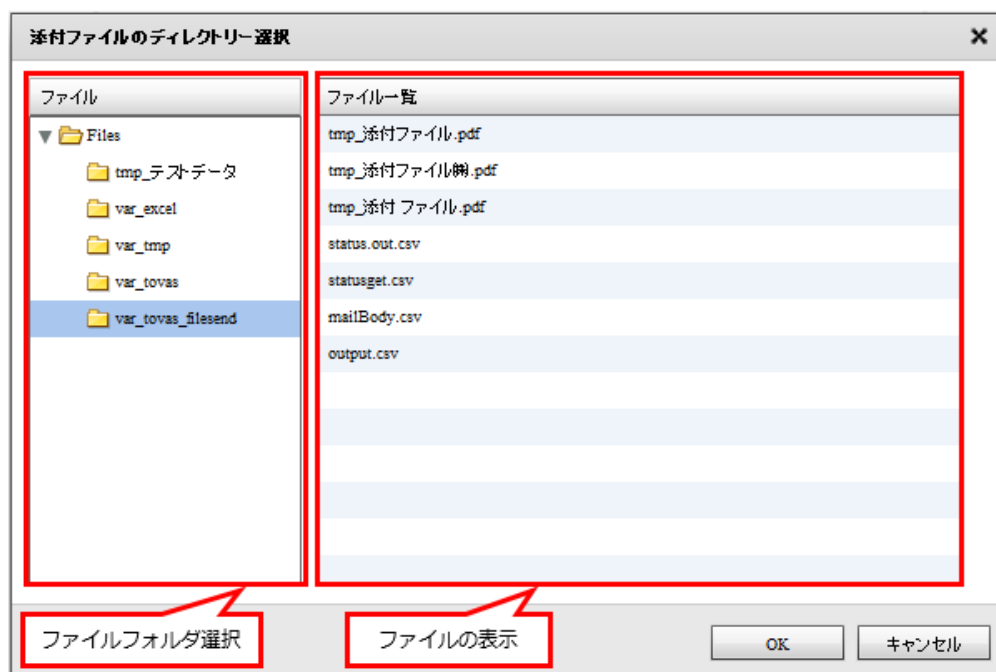 添付ファイルのディレクトリー選択
ファイル
Files
tmp_テストデータ
var_excel
var_tmp
var_tovas
var_tovas_filesend
ファイル一覧
tmp_添付ファイル.pdf
tmp_添付ファイル㈱.pdf
tmp_添付 ファイル.pdf
status.out.csv
statusget.csv
mailBody.csv
output.csv
ファイルフォルダ選択
ファイルの表示
OK
キャンセル